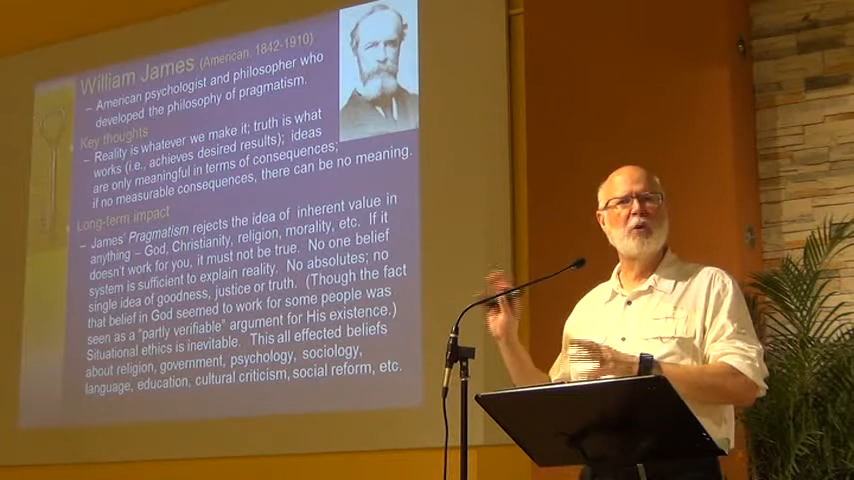 William James (American. 1842-1910)
– American psychologist and philosopher who
developed the philosophy of pragmatism.
Key thoughts
– Reality is whatever we make it; truth is what
works (i.e., achieves desired results); ideas
are only meaningful in terms of consequences;
if no measurable consequences, there can be no meaning.
Long-term impact
– James' Pragmatism rejects the idea of inherent value in
anything – God, Christianity, religion, morality, etc. If it
doesn't work for you, it must not be true. No one belief
system is sufficient to explain reality. No absolutes; no
single idea of goodness, justice or truth. (Though the fact
that belief in God seemed to work for some people was
seen as a "partly verifiable" argument for His existence.)
Situational ethics is inevitable. This all effected beliefs
about religion, government, psychology, sociology,
language, education, cultural criticism, social reform, etc.